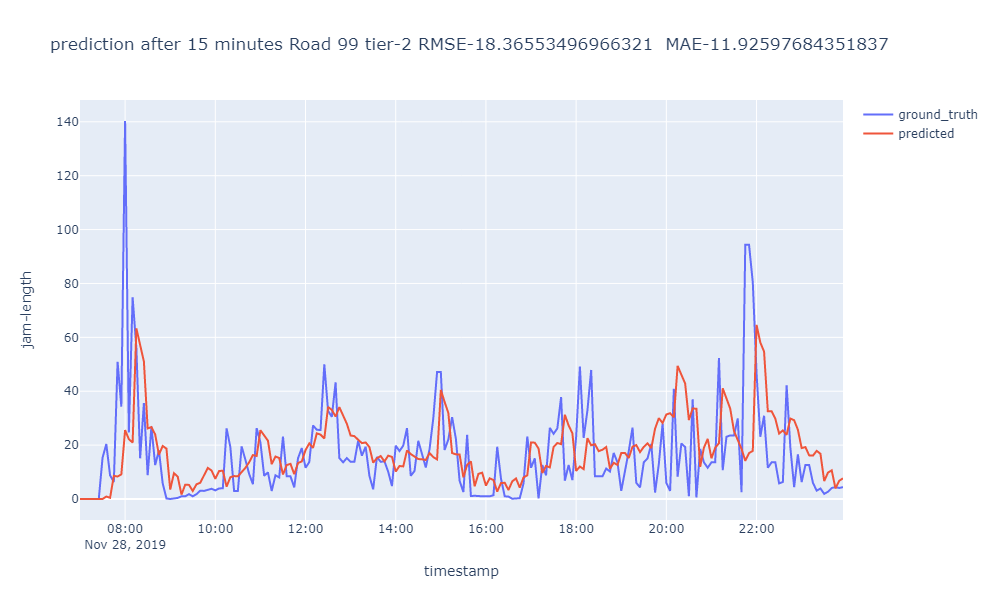 prediction after 15 minutes Road 99 tier-2 RMSE-18.36553496966321  MAE-11.92597684351837
ground_truth
predicted
140
120
100
80
60
40
20
0
jam-length
08:00 10:00 12:00 14:00 16:00 18:00 20:00 22:00
Nov 28, 2019
timestamp